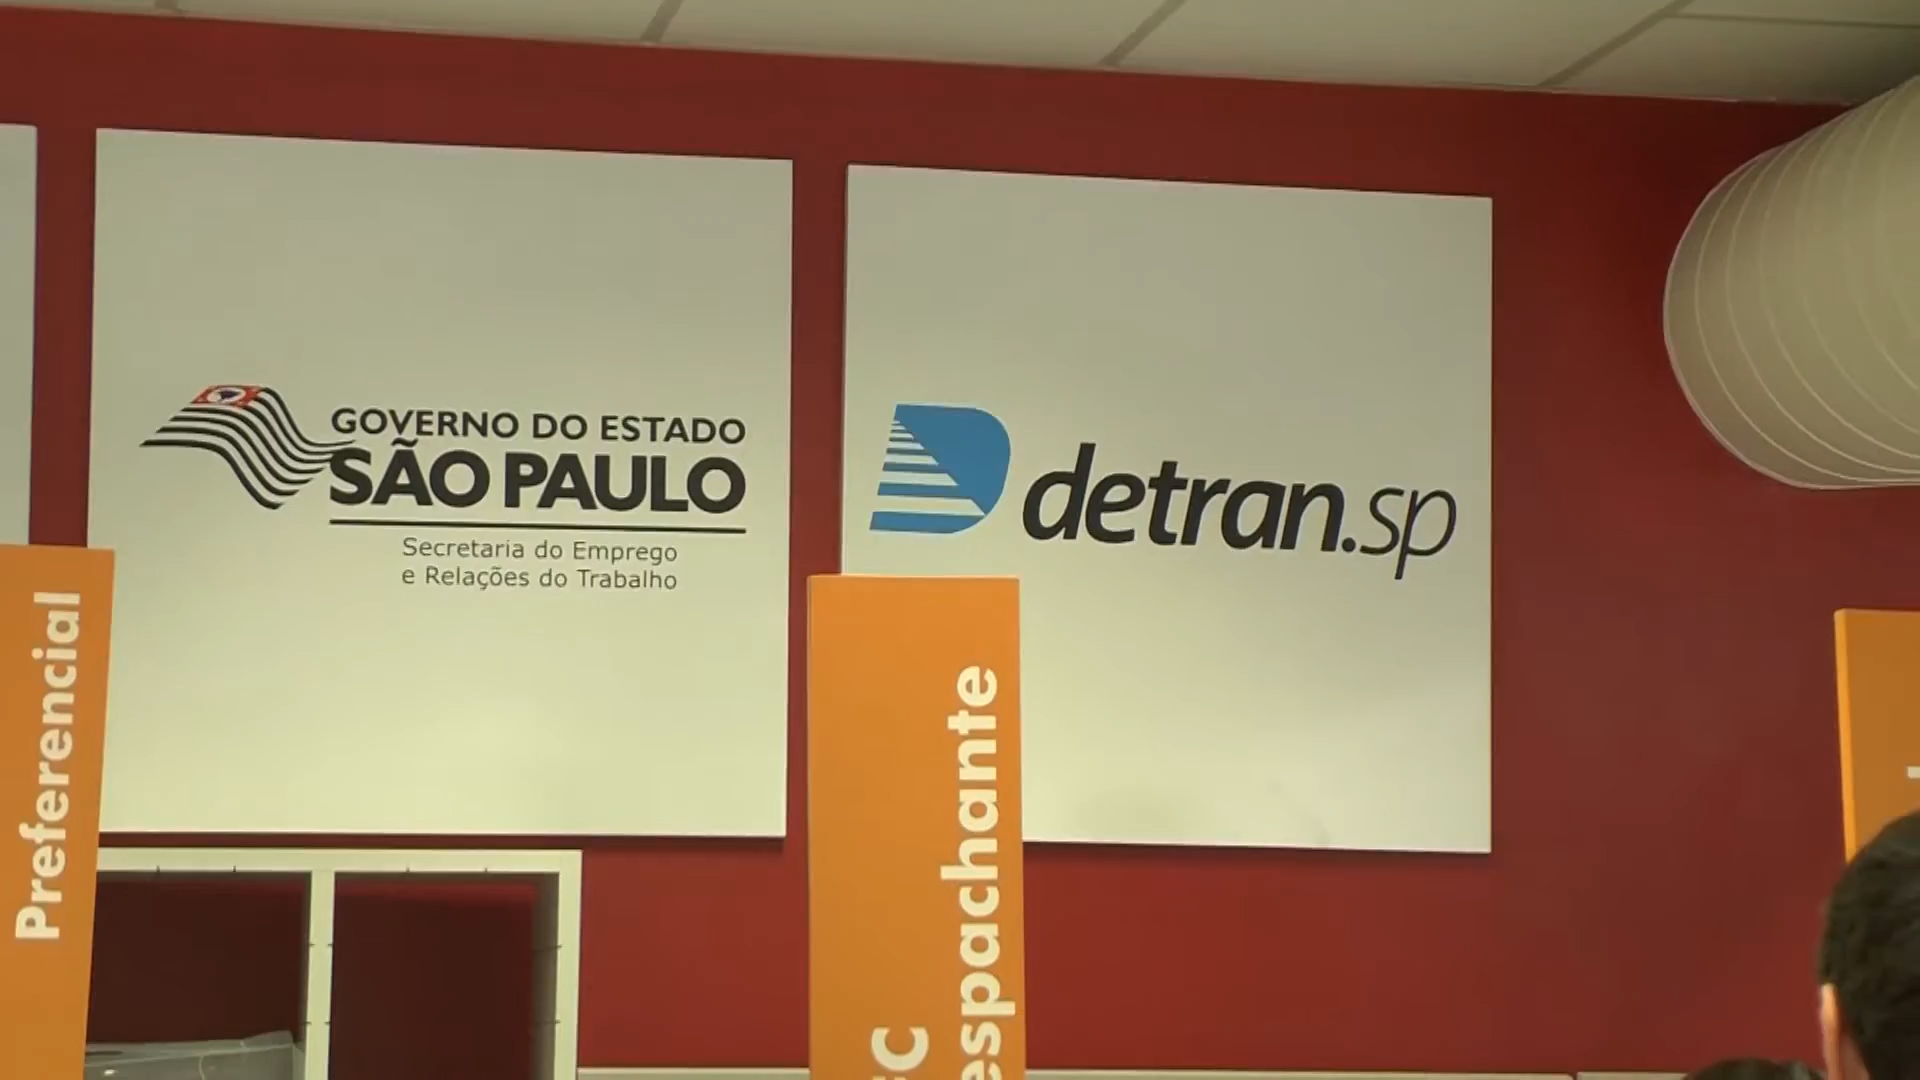 GOVERNO DO ESTADO
SÃO PAULO
Secretaria do Emprego
e Relações do Trabalho
detran.sp
Preferencial
espachante